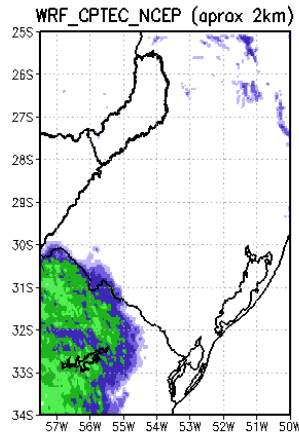 WRF_CPTEC_NCEP (aprox 2km)
25S
26S
27S
28S
29S
30S
31S
32S
33S
34S
57W 56W 55W 54W 53W 52W 51W 50W